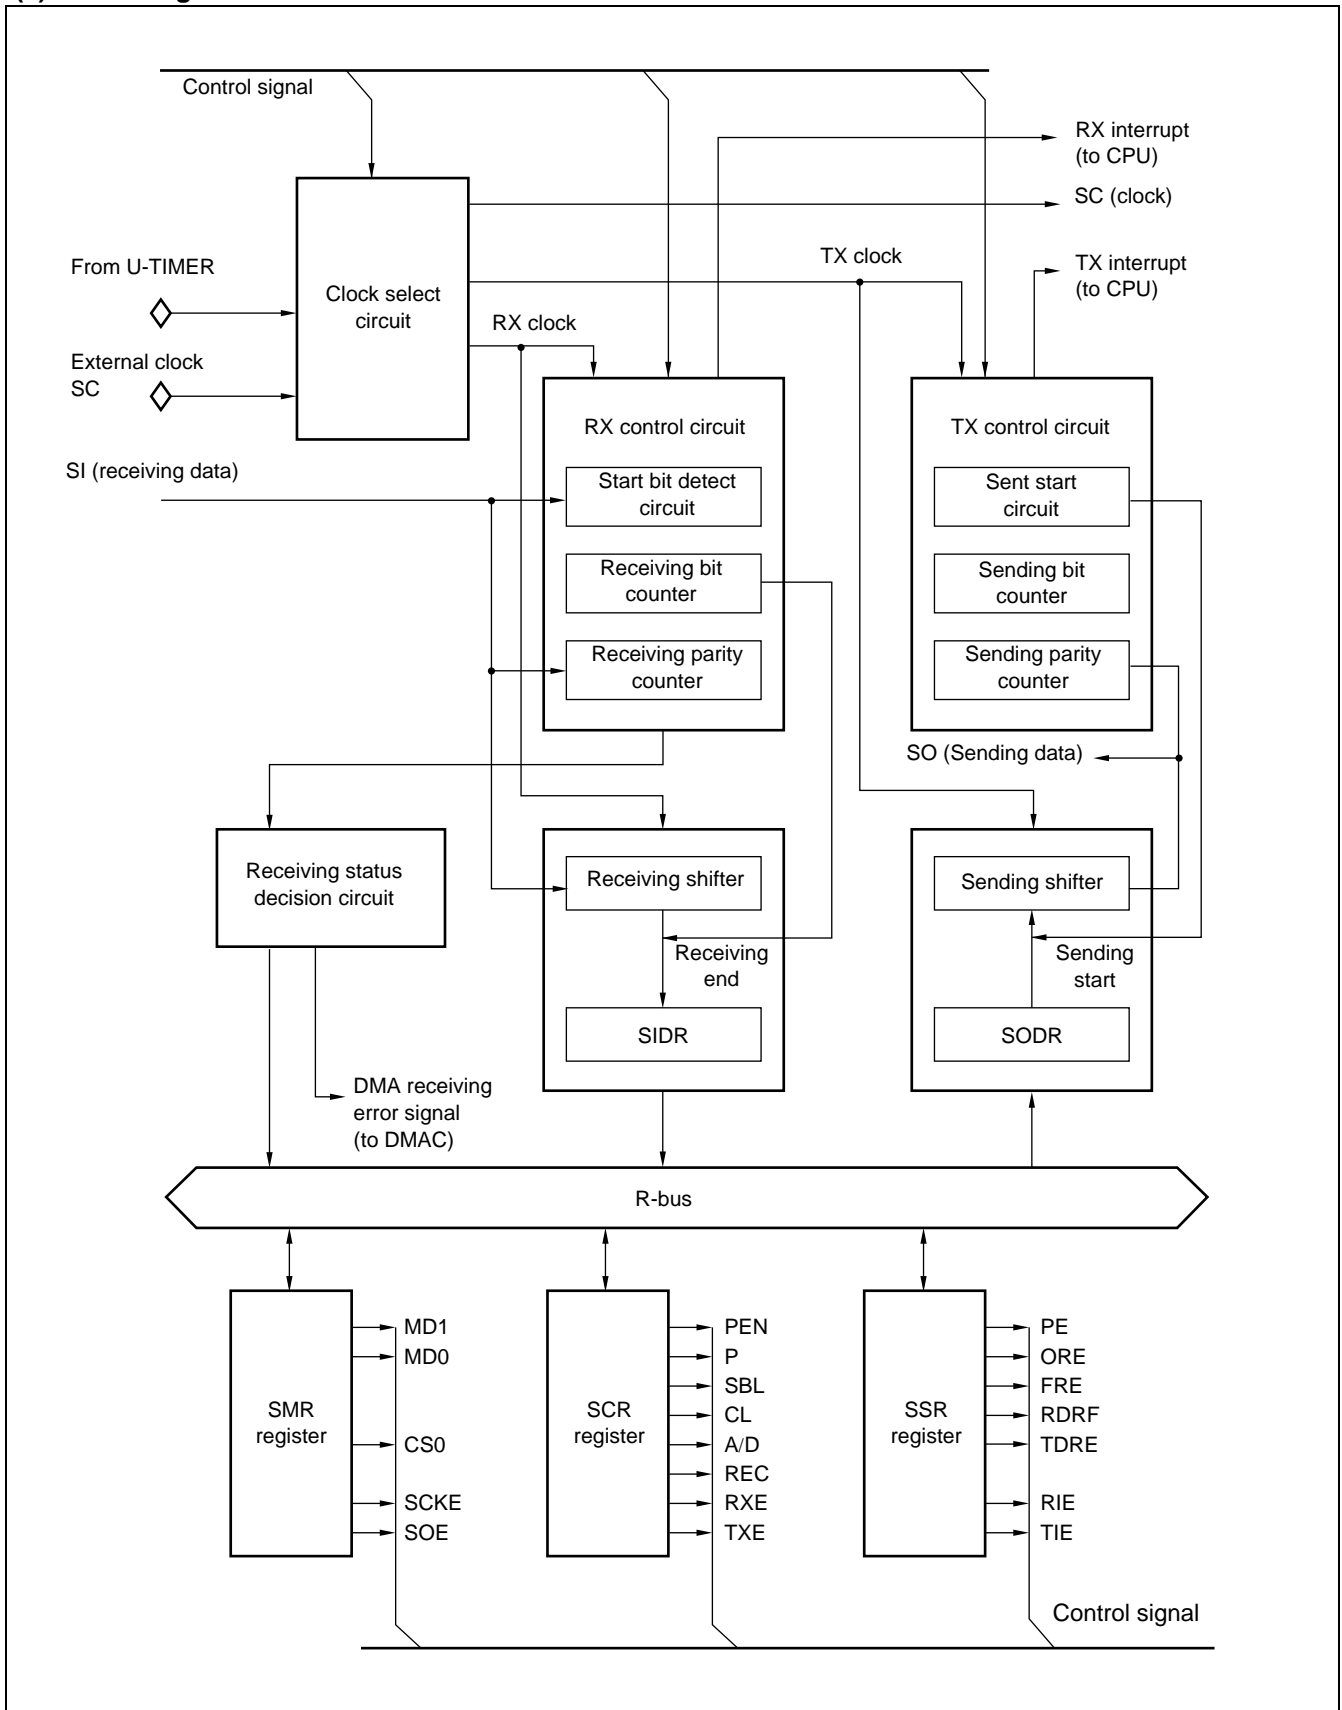 Control signal
RX interrupt
(to CPU)
SC (clock)
TX clock
From U-TIMER
TX interrupt
(to CPU)
Clock select
circuit
RX clock
External clock
SC
RX control circuit
TX control circuit
SI (receiving data)
Start bit detect
circuit
Sent start
circuit
Receiving bit
counter
Sending bit
counter
Receiving parity
counter
Sending parity
counter
SO (Sending data)
Receiving status
decision circuit
Receiving shifter
Sending shifter
Receiving
end
Sending
start
SIDR
SODR
DMA receiving
error signal
(to DMAC)
R-bus
SMR
register
MD1
MD0
CS0
SCKE
SOE
SCR
register
PEN
P
SBL
CL
A/D
REC
RXE
TXE
SSR
register
PE
ORE
FRE
RDRF
TDRE
RIE
TIE
Control signal